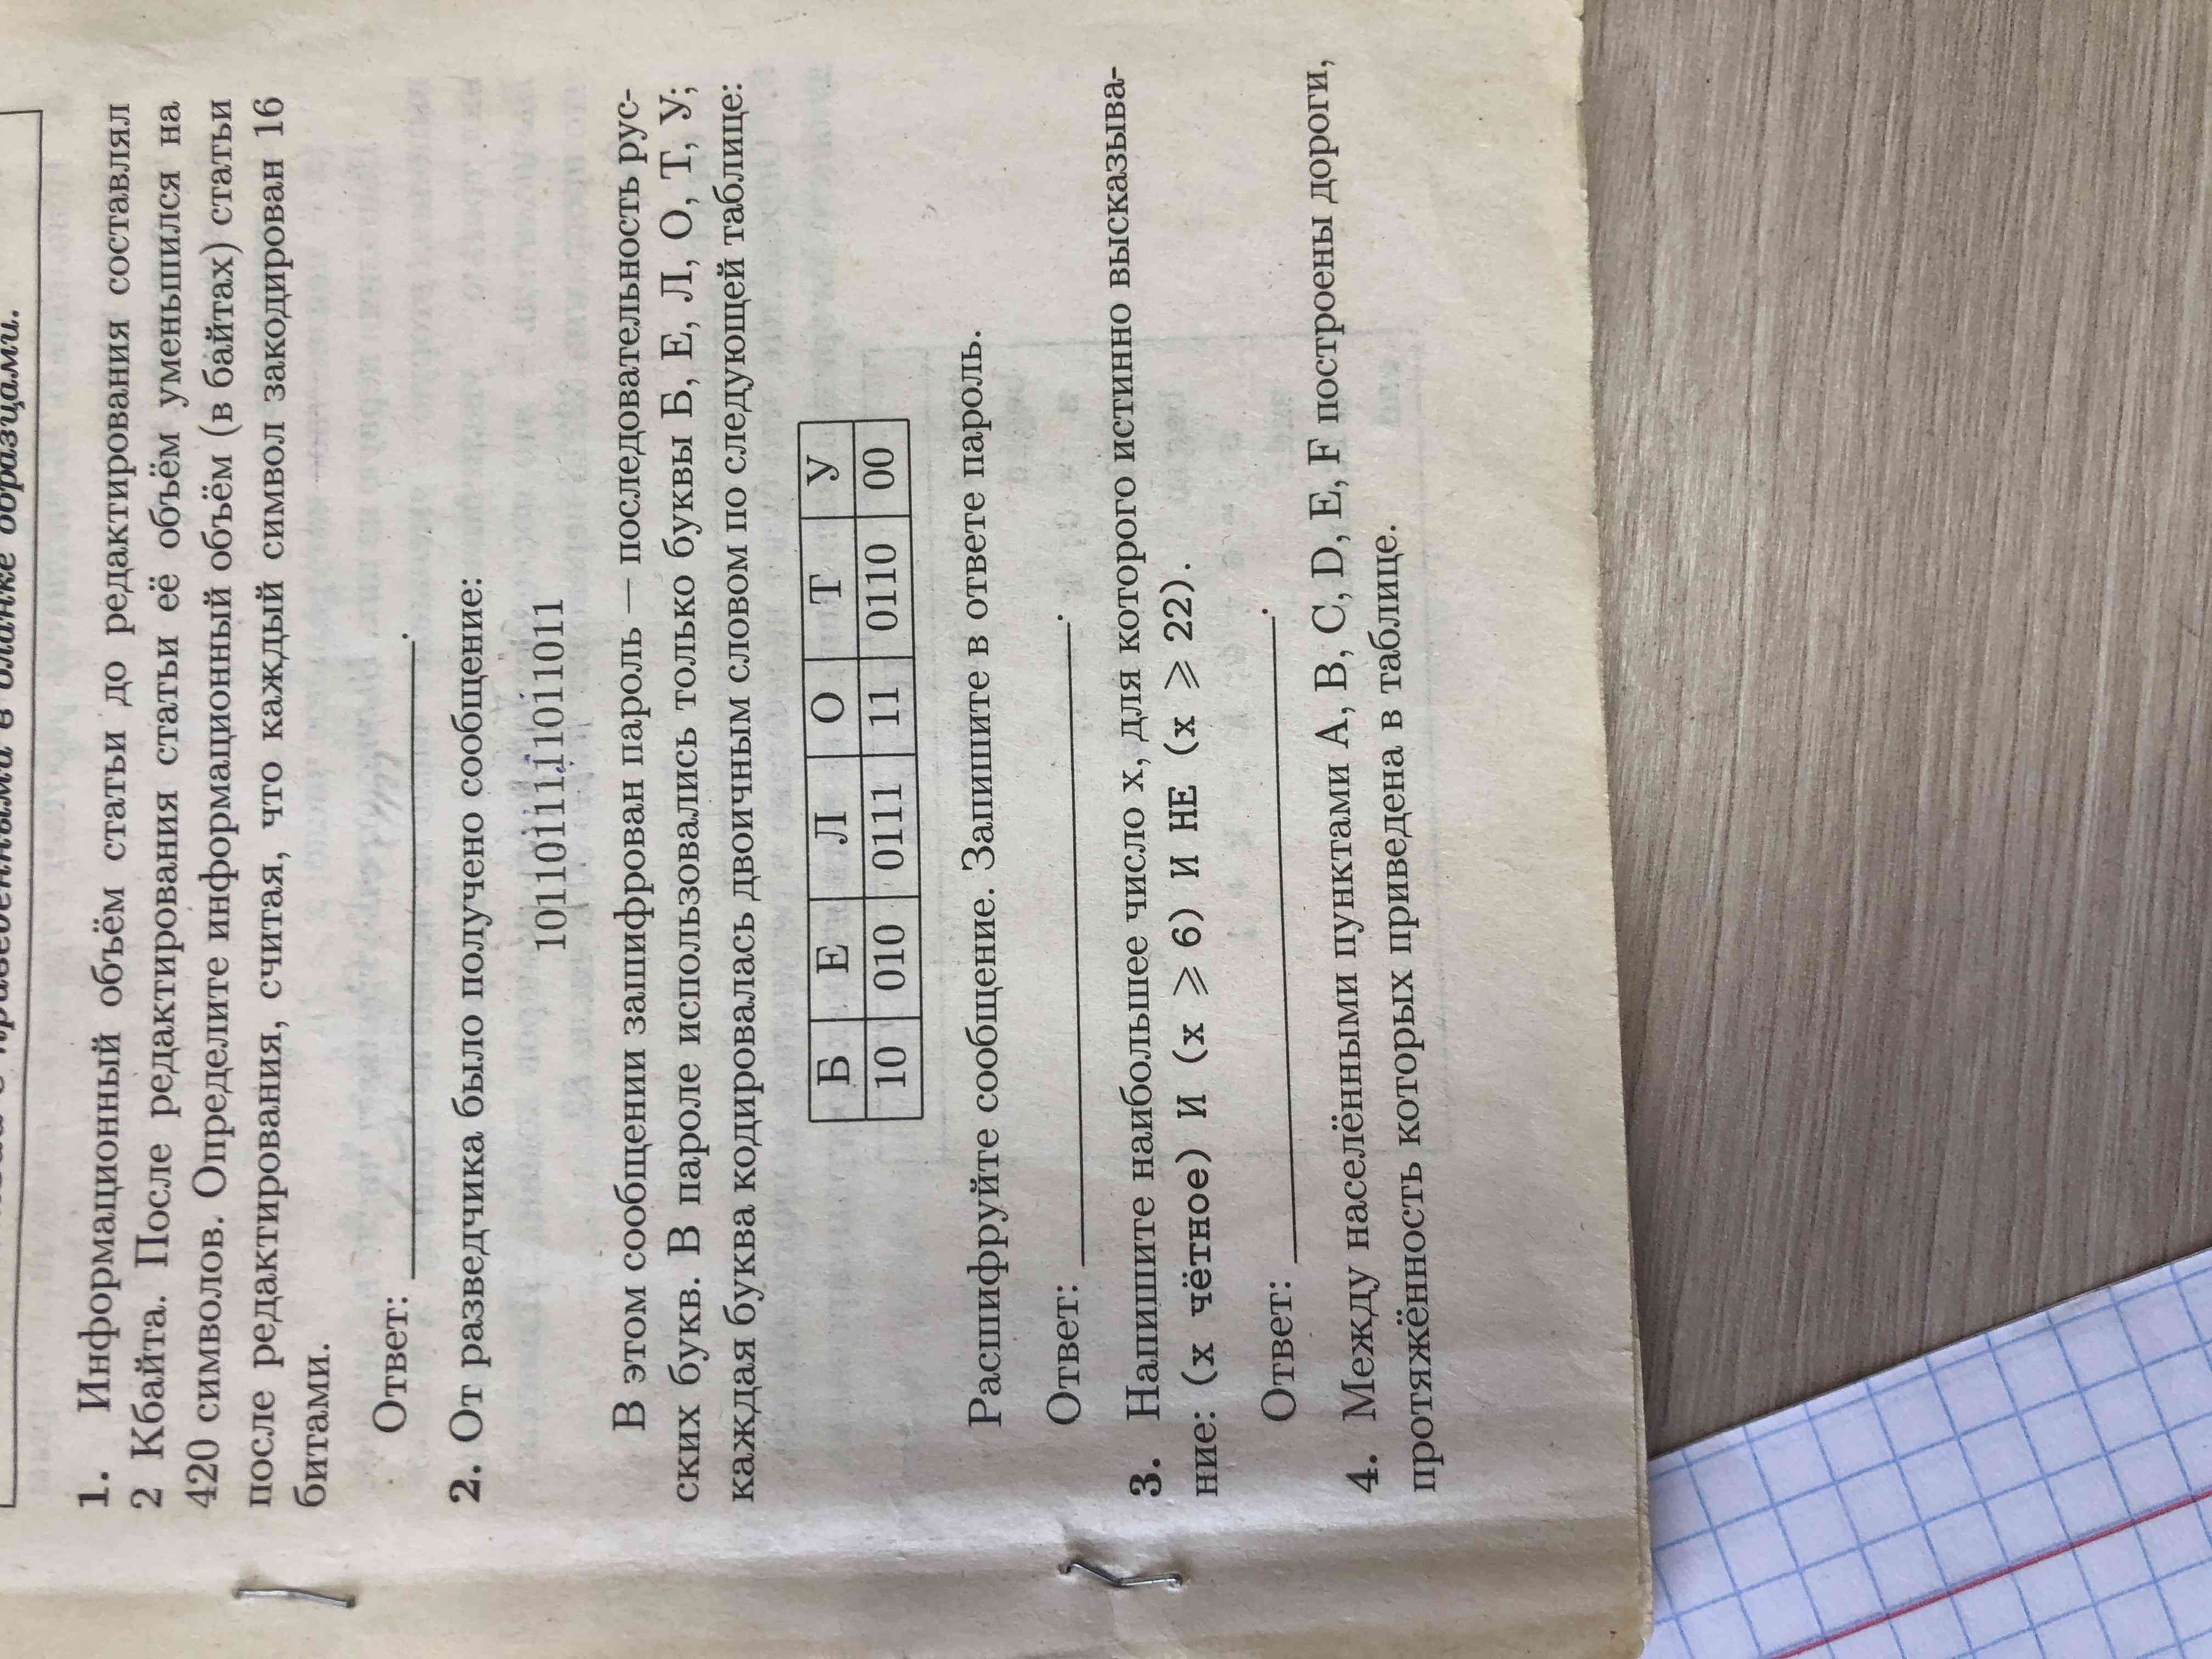 приведёнными в бланке образцами.
1. Информационный объём статьи до редактирования составлял
2 Кбайта. После редактирования статьи её объём уменьшился на
420 символов. Определите информационный объём (в байтах) статьи
после редактирования, считая, что каждый символ закодирован 16
битами.
Ответ: ____________.
2. От разведчика было получено сообщение:
1011011111011011
В этом сообщении зашифрован пароль — последовательность рус-
ских букв. В пароле использовались только буквы Б, Е, Л, О, Т, У;
каждая буква кодировалась двоичным словом по следующей таблице:
Б Е Л О Т У
10 010 0111 11 0110 00
Расшифруйте сообщение. Запишите в ответе пароль.
Ответ: ____________.
3. Напишите наибольшее число x, для которого истинно высказыва-
ние: (x чётное) И (x ⩾ 6) И НЕ (x ⩾ 22).
Ответ: ____________.
4. Между населёнными пунктами A, B, C, D, E, F построены дороги,
протяжённость которых приведена в таблице.